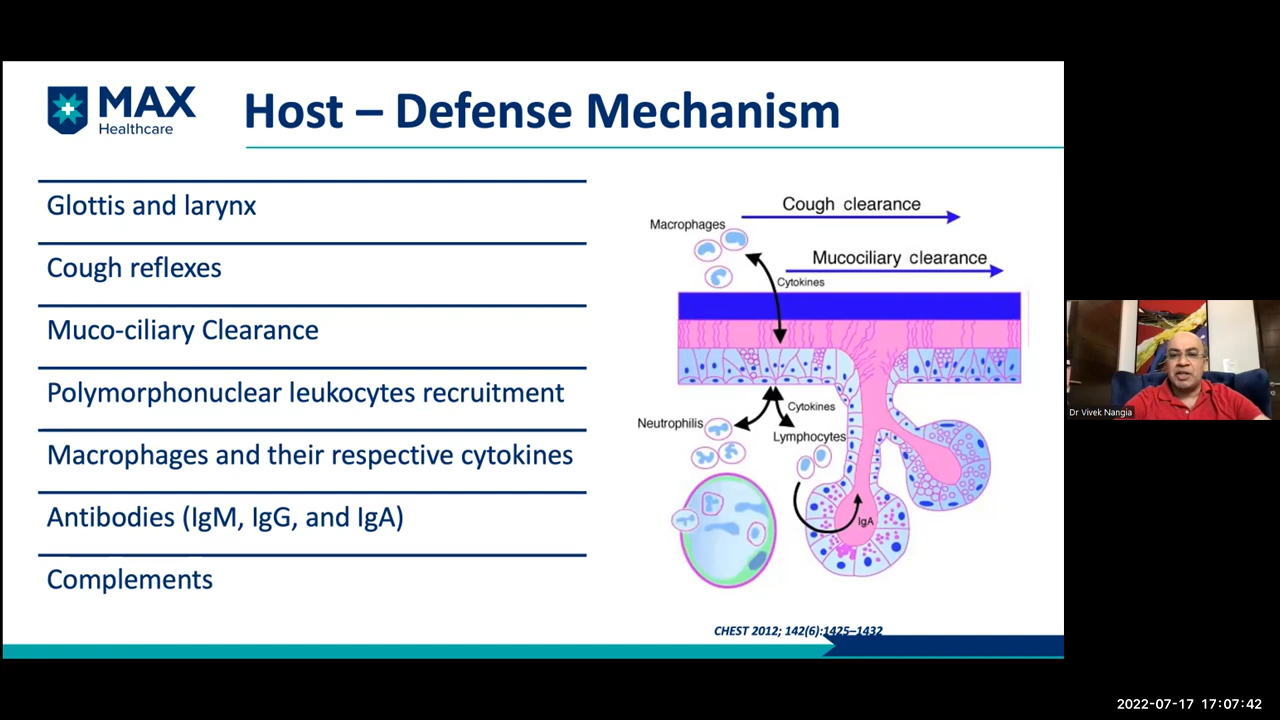 MAX
Healthcare
Host – Defense Mechanism
Glottis and larynx
Cough reflexes
Muco-ciliary Clearance
Polymorphonuclear leukocytes recruitment
Macrophages and their respective cytokines
Antibodies (IgM, IgG, and IgA)
Complements
Cough clearance
Macrophages
Mucociliary clearance
Cytokines
Cytokines
Neutrophilis
Lymphocytes
IgA
CHEST 2012; 142(6):1425–1432
Dr Vivek Nangia
2022-07-17 17:07:42